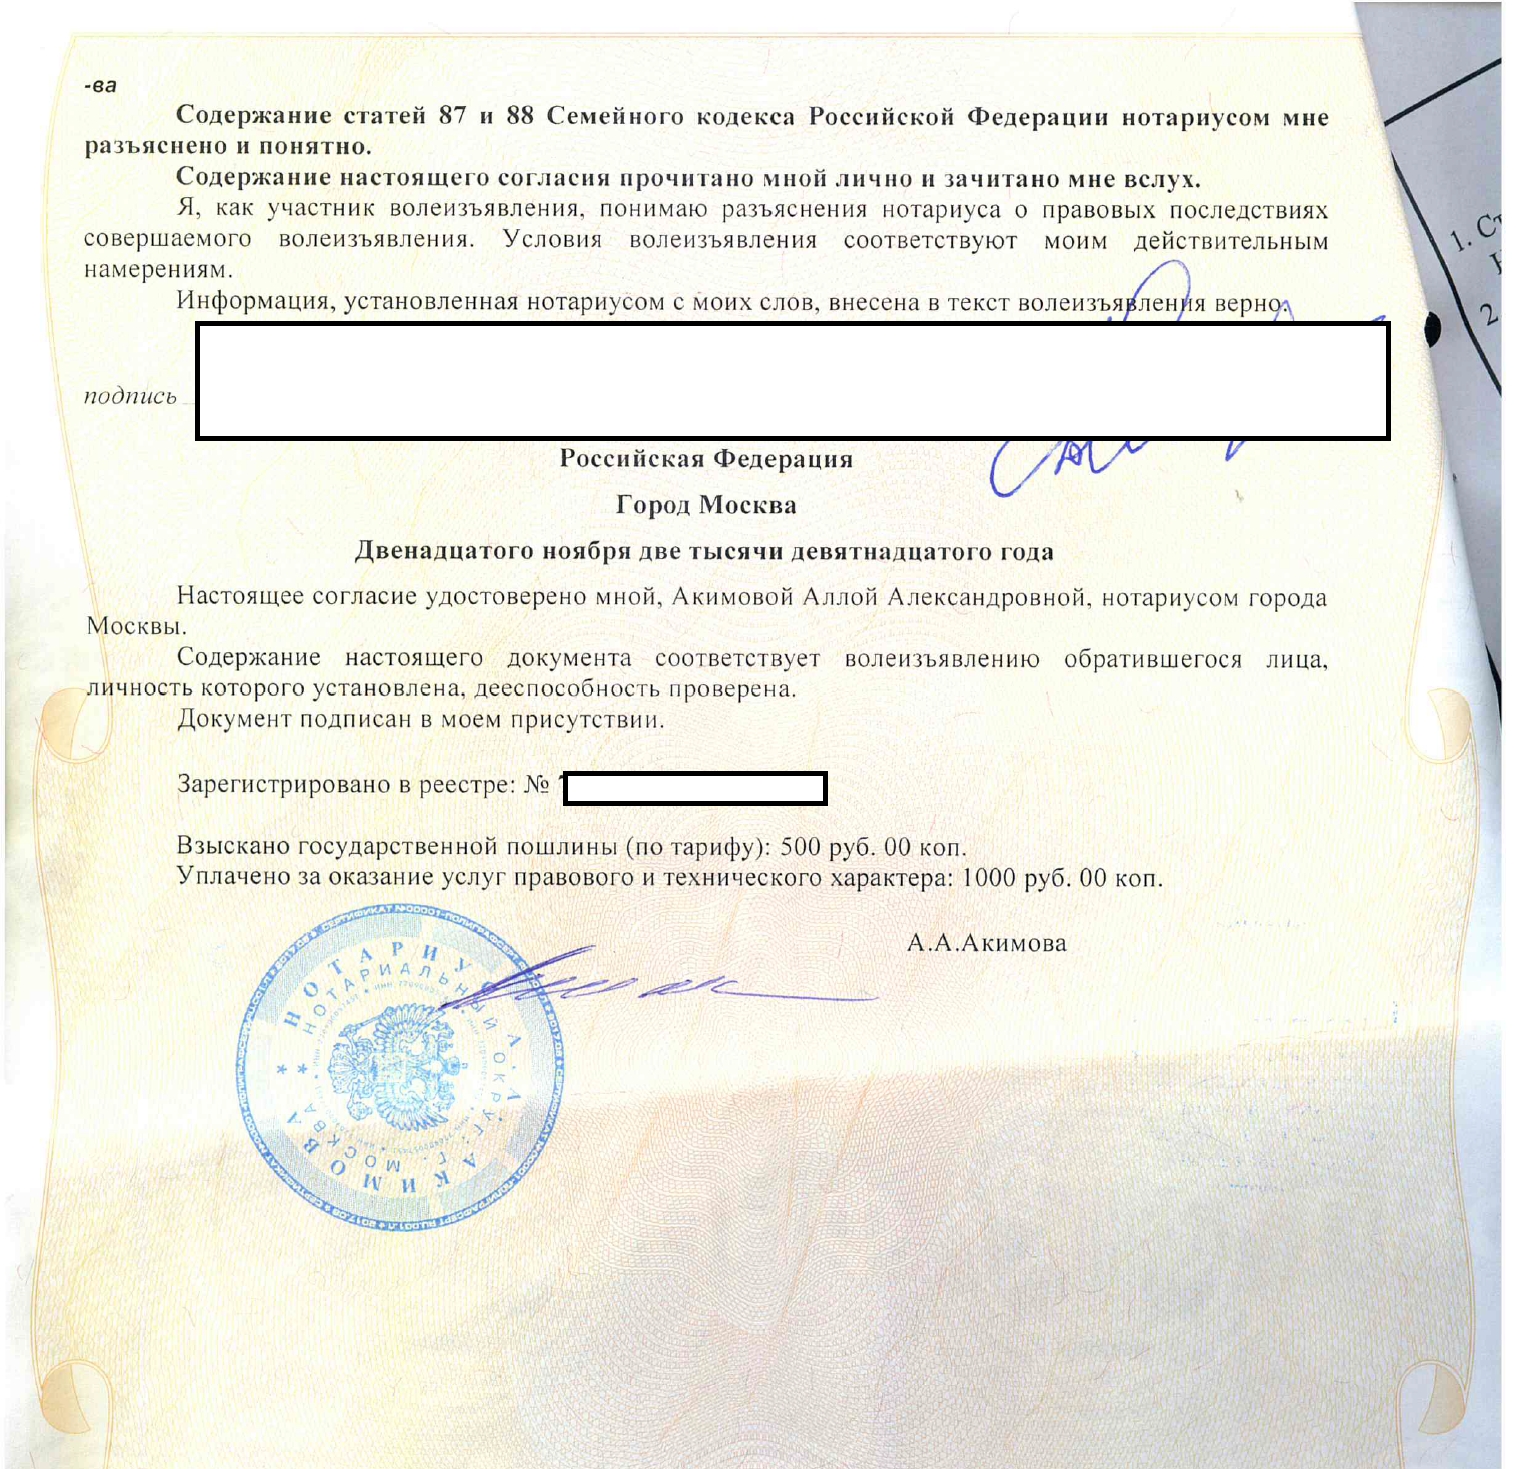 -ва
Содержание статей 87 и 88 Семейного кодекса Российской Федерации нотариусом мне
разъяснено и понятно.
Содержание настоящего согласия прочитано мной лично и зачитано мне вслух.
Я, как участник волеизъявления, понимаю разъяснения нотариуса о правовых последствиях
совершаемого волеизъявления. Условия волеизъявления соответствуют моим действительным
намерениям.
Информация, установленная нотариусом с моих слов, внесена в текст волеизъявления верно.
подпись
Российская Федерация
Город Москва
Двенадцатого ноября две тысячи девятнадцатого года
Настоящее согласие удостоверено мной, Акимовой Аллой Александровной, нотариусом города
Москвы.
Содержание настоящего документа соответствует волеизъявлению обратившегося лица,
личность которого установлена, дееспособность проверена.
Документ подписан в моем присутствии.
Зарегистрировано в реестре: №
Взыскано государственной пошлины (по тарифу): 500 руб. 00 коп.
Уплачено за оказание услуг правового и технического характера: 1000 руб. 00 коп.
А.А.Акимова
НОТАРИУС А.А. АКИМОВА
НОТАРИАЛЬНЫЙ ОКРУГ: Г. МОСКВА
1. Ст
2.